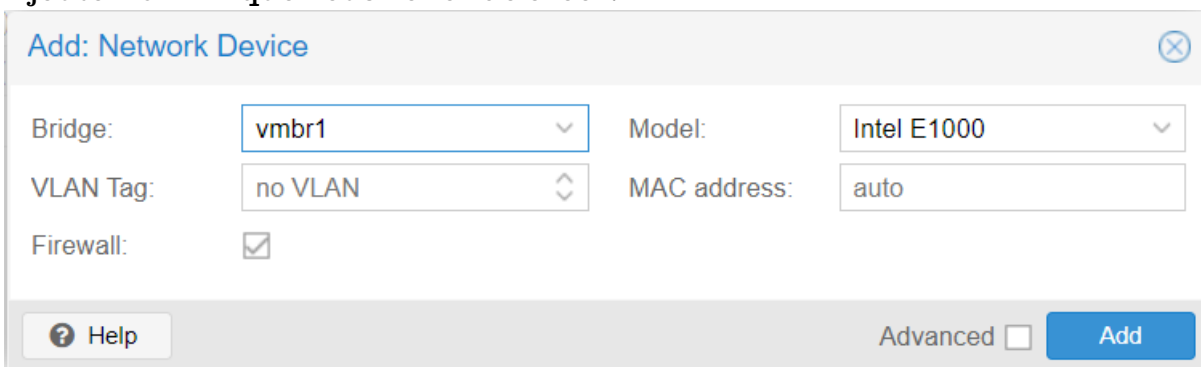 Add: Network Device
Bridge: vmbr1 Model: Intel E1000
VLAN Tag: no VLAN MAC address: auto
Firewall:
Help Advanced Add